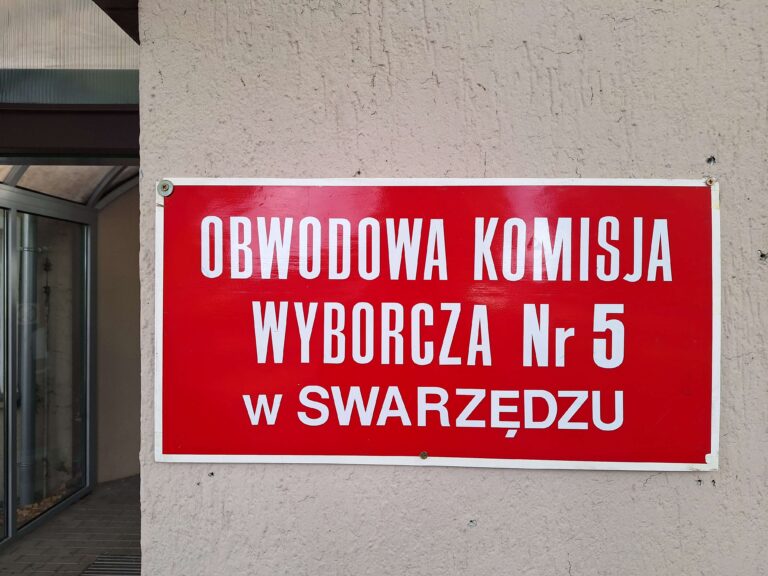 OBWODOWA KOMISJA
WYBORCZA Nr 5
w SWARZĘDZU